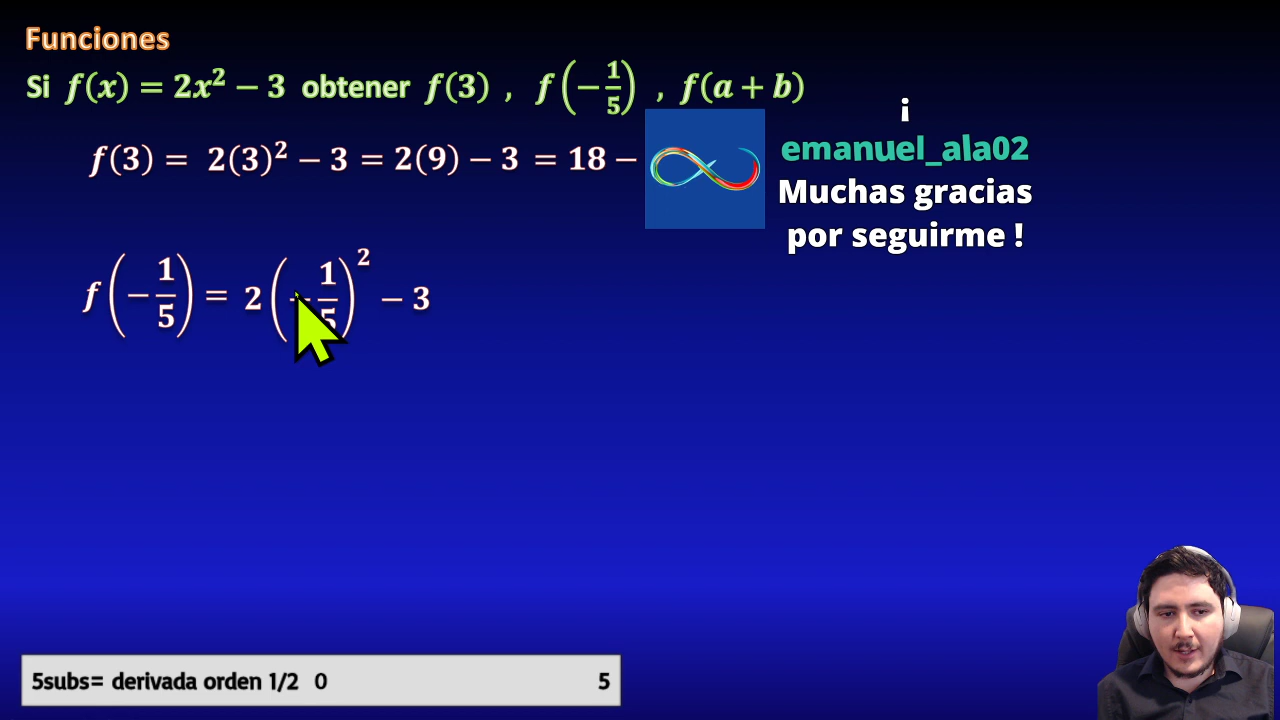 Funciones
Si f(x) = 2x² − 3 obtener f(3) , f(−1/5) , f(a + b)
f(3) = 2(3)² − 3 = 2(9) − 3 = 18 −
¡
emanuel_ala02
Muchas gracias
por seguirme !
f(−1/5) = 2(−1/5)² − 3
5subs= derivada orden 1/2 0 5